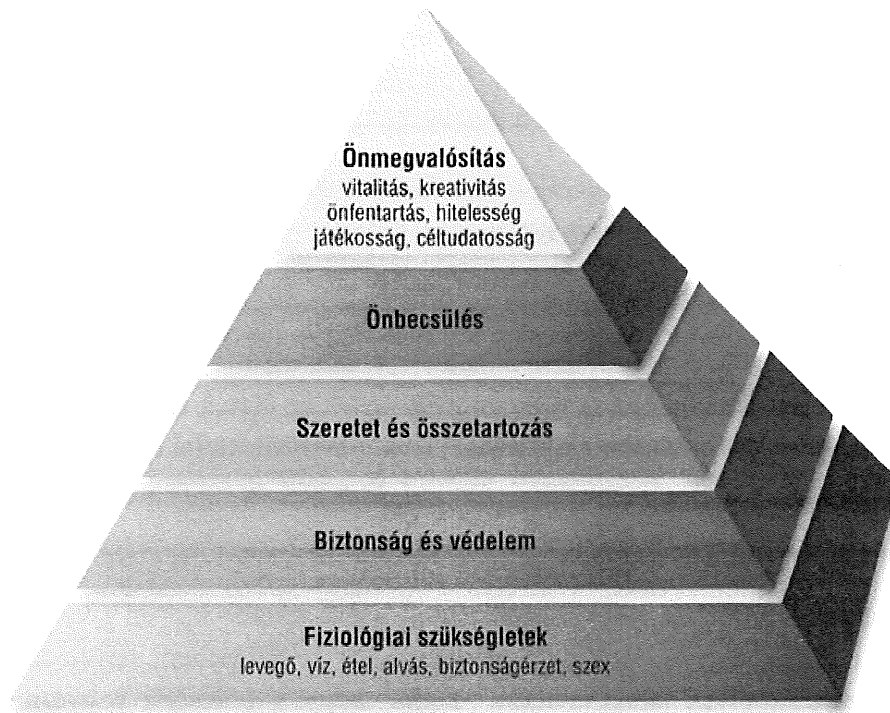 Önmegvalósítás
vitalitás, kreativitás
önfentartás, hitelesség
játékosság, céltudatosság
Önbecsülés
Szeretet és összetartozás
Biztonság és védelem
Fiziológiai szükségletek
levegő, víz, étel, alvás, biztonságérzet, szex